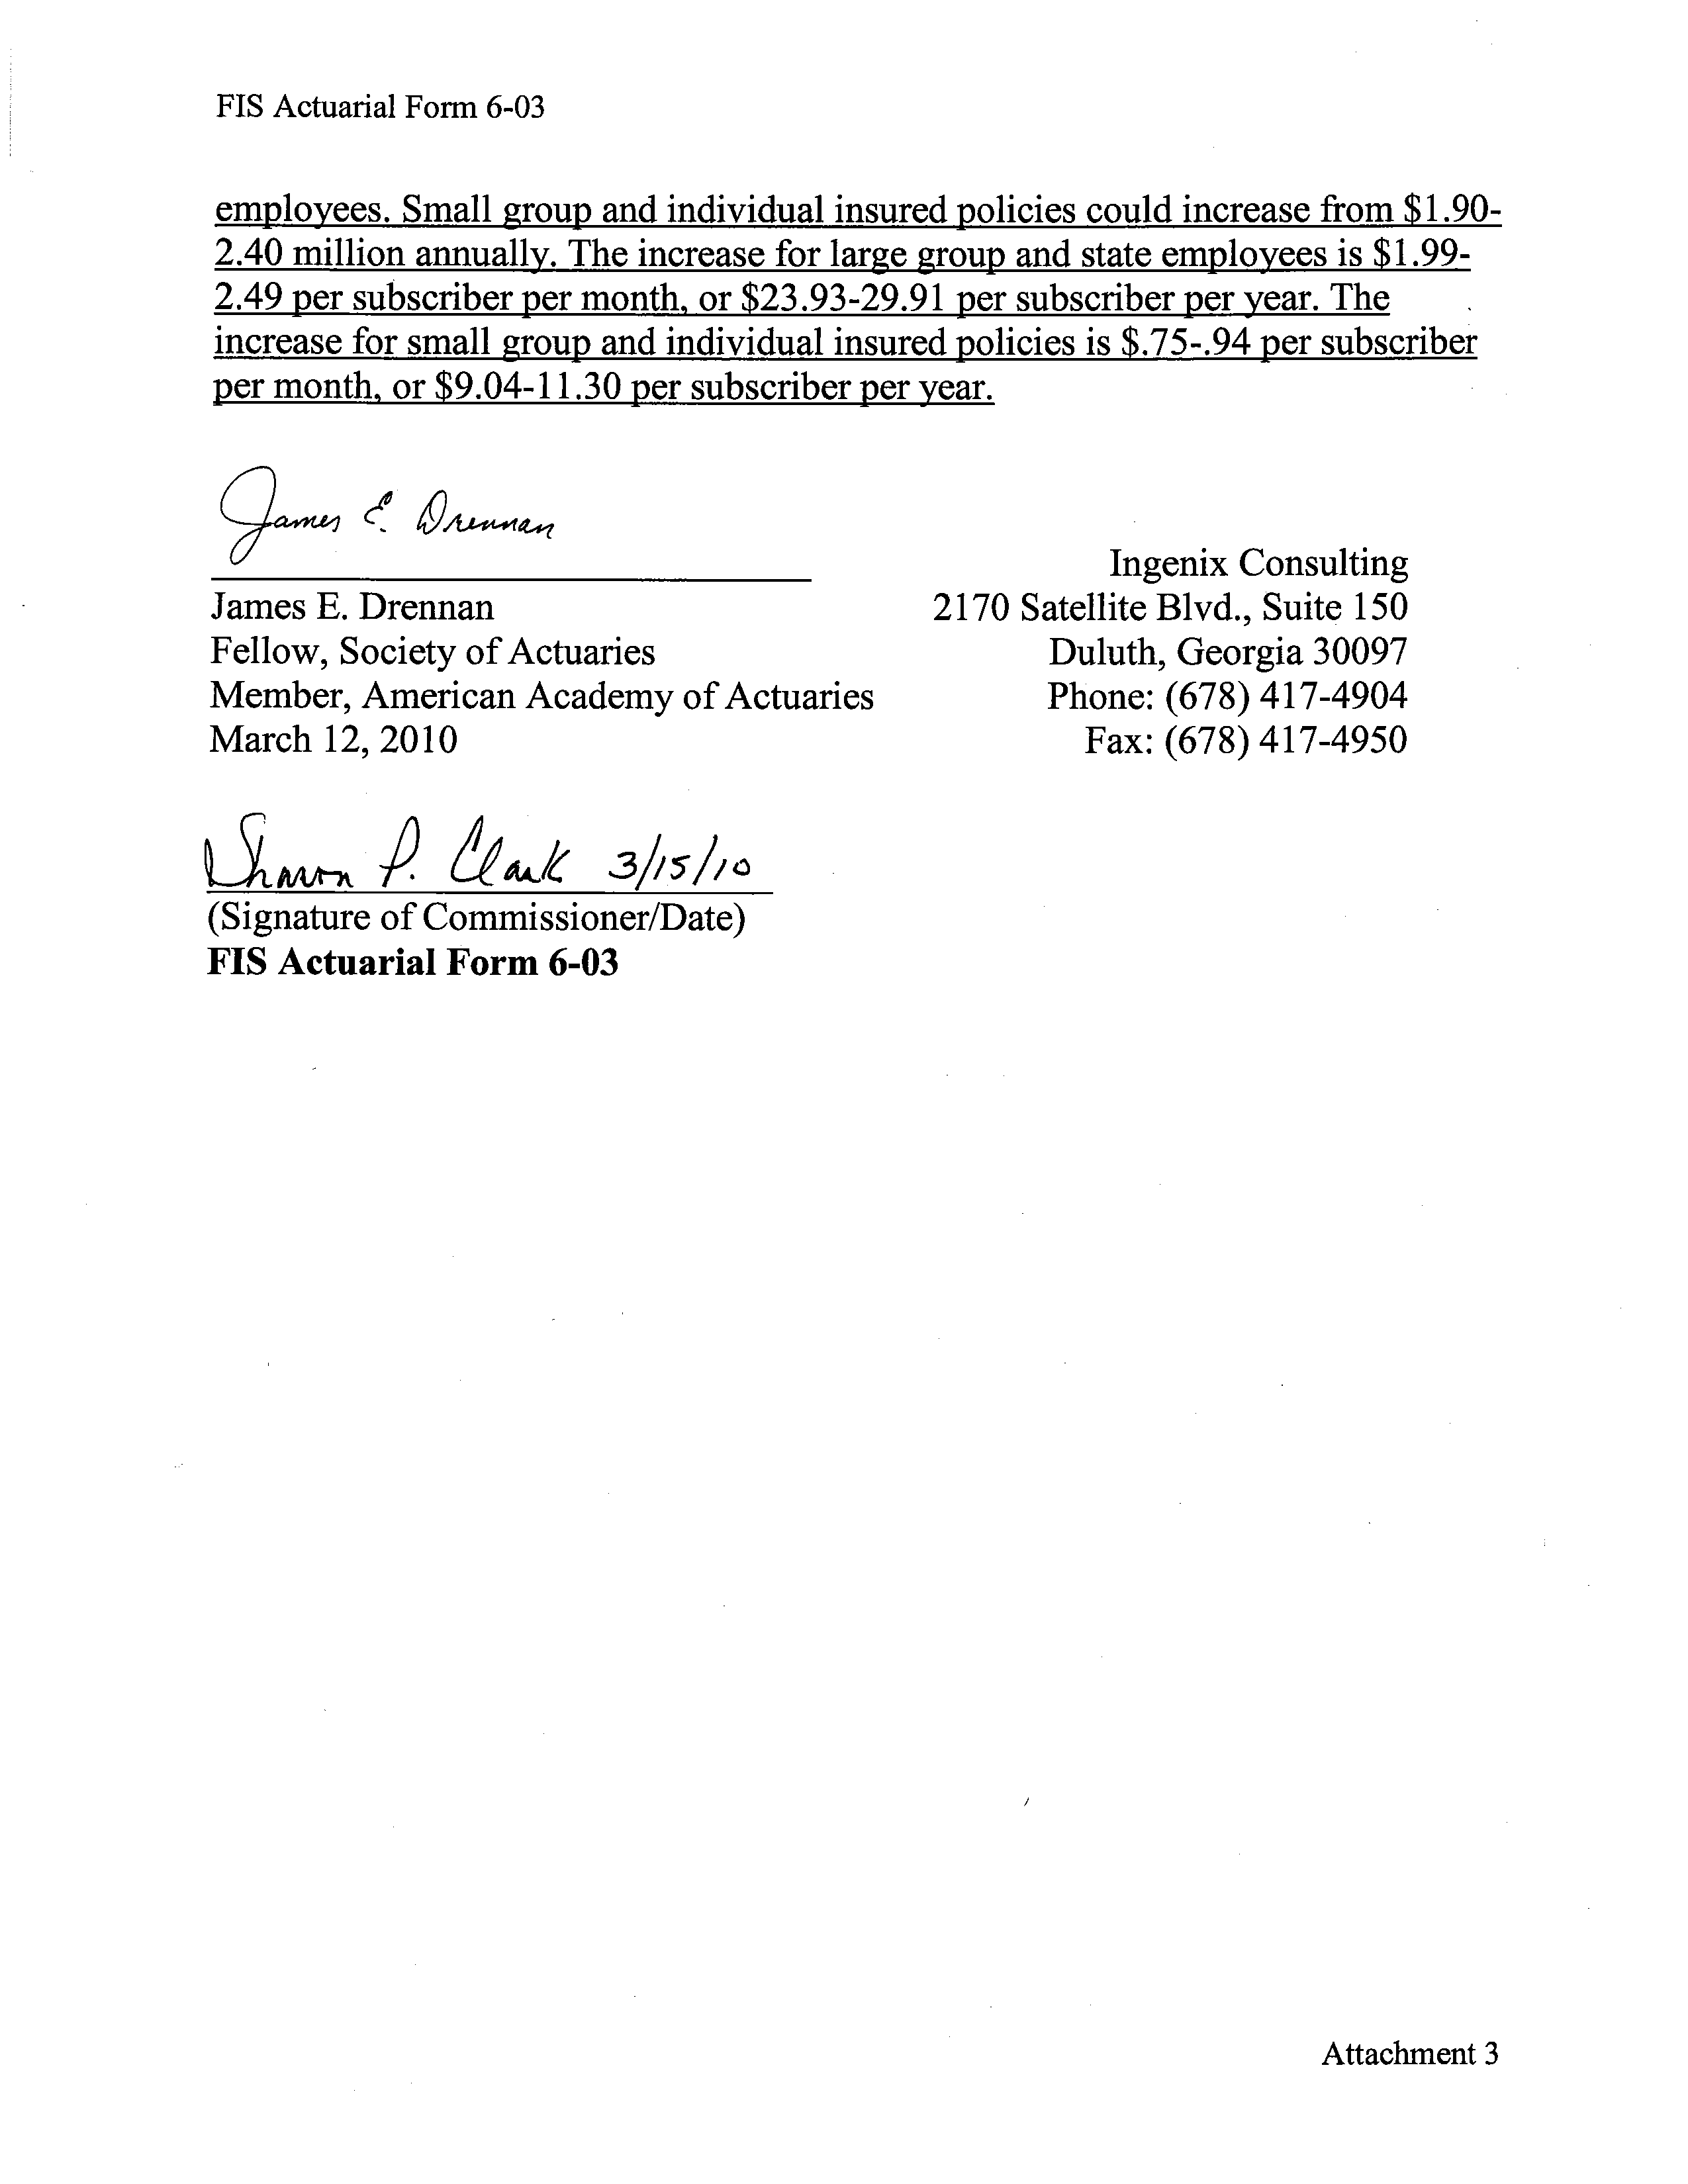 FIS Actuarial Form 6-03
employees. Small group and individual insured policies could increase from $1.90-
2.40 million annually. The increase for large group and state employees is $1.99-
2.49 per subscriber per month, or $23.93-29.91 per subscriber per year. The
increase for small group and individual insured policies is $.75-.94 per subscriber
per month, or $9.04-11.30 per subscriber per year.
James E. Drennan
James E. Drennan
Fellow, Society of Actuaries
Member, American Academy of Actuaries
March 12, 2010
Ingenix Consulting
2170 Satellite Blvd., Suite 150
Duluth, Georgia 30097
Phone: (678) 417-4904
Fax: (678) 417-4950
Sharon P. Clark 3/15/10
(Signature of Commissioner/Date)
FIS Actuarial Form 6-03
Attachment 3